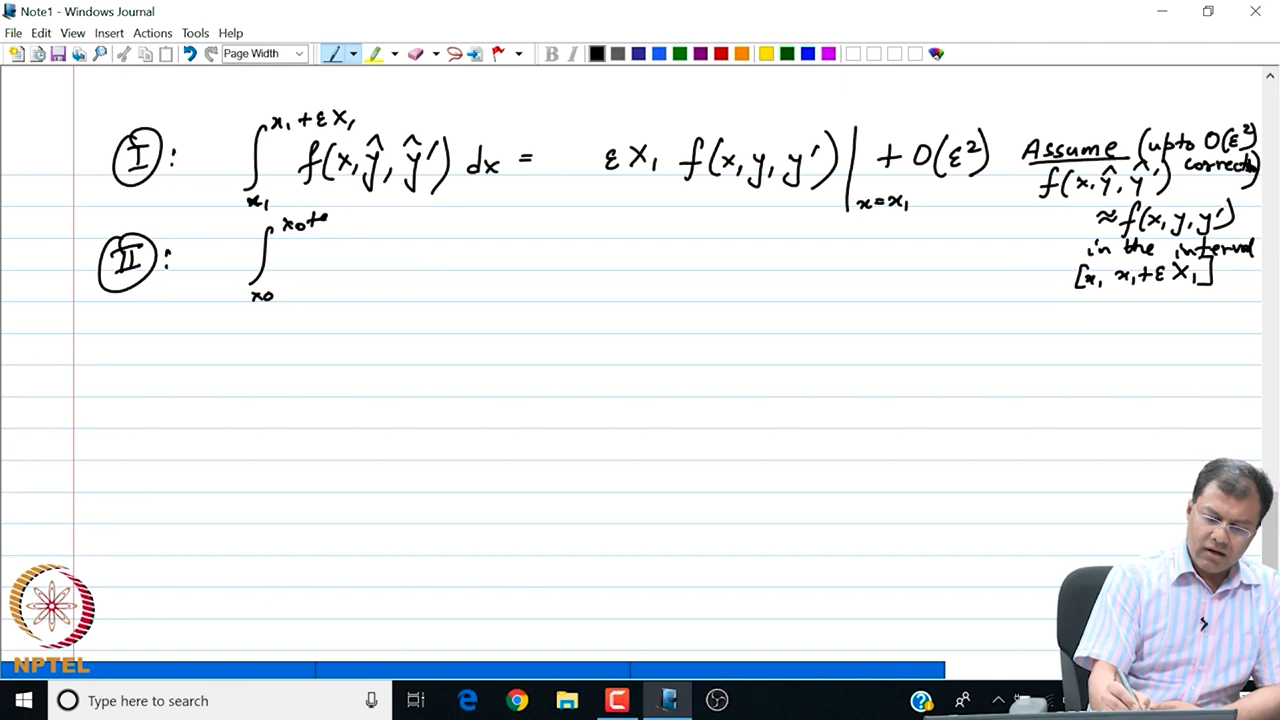 Note1 - Windows Journal
File Edit View Insert Actions Tools Help
Page Width B I
I: ∫_{x₁}^{x₁+εX₁} f(x, ŷ, ŷ') dx = εX₁ f(x, y, y')|_{x=x₁} + O(ε²)
Assume (upto O(ε²)
correction)
f(x, ŷ, ŷ')
≈ f(x, y, y')
in the interval
[x₁ x₁+εX₁]
II: ∫_{x0}^{x0+
NPTEL
Type here to search